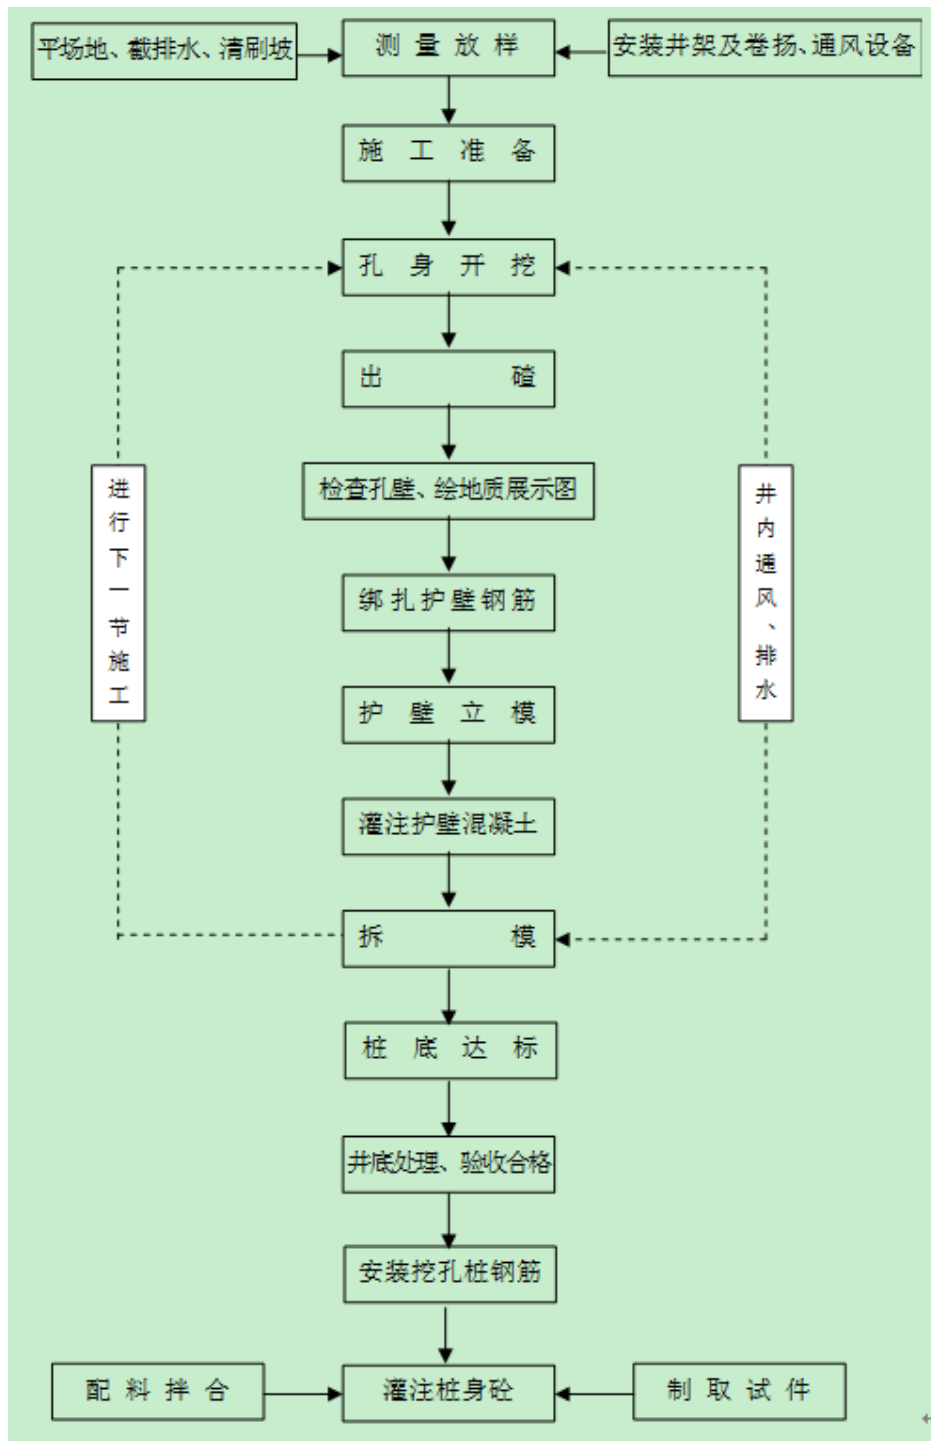 平场地、截排水、清刷坡
测量放样
安装井架及卷扬、通风设备
施工准备
孔身开挖
出碴
检查孔壁、绘地质展示图
进行下一节施工
井内通风、排水
绑扎护壁钢筋
护壁立模
灌注护壁混凝土
拆模
桩底达标
井底处理、验收合格
安装挖孔桩钢筋
配料拌合
灌注桩身砼
制取试件